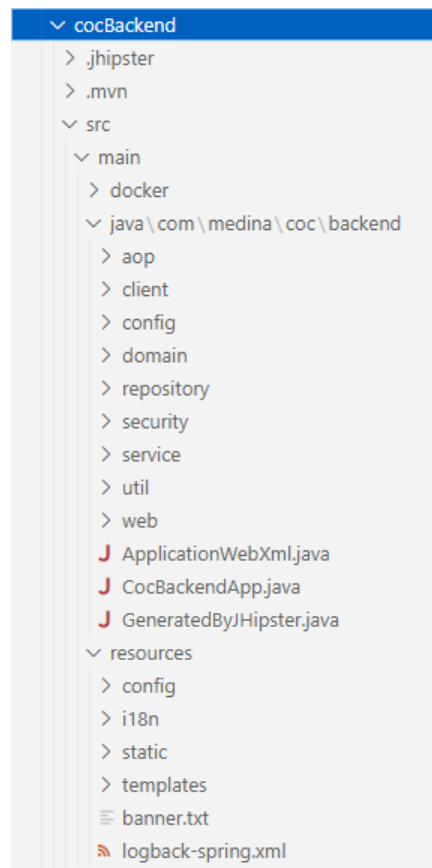 cocBackend
.jhipster
.mvn
src
main
docker
java\com\medina\coc\backend
aop
client
config
domain
repository
security
service
util
web
ApplicationWebXml.java
CocBackendApp.java
GeneratedByJHipster.java
resources
config
i18n
static
templates
banner.txt
logback-spring.xml